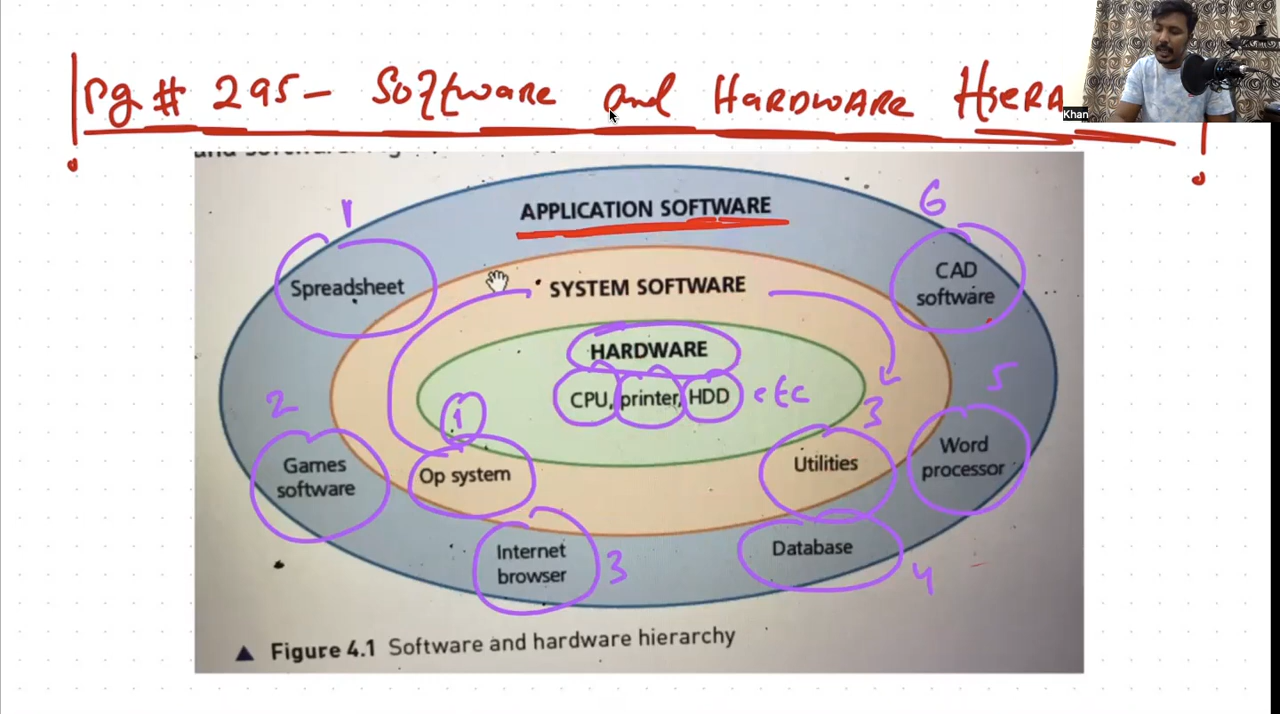 Pg # 295 - Software and HARDWARE HIERA
Khan
APPLICATION SOFTWARE
1
6
Spreadsheet
SYSTEM SOFTWARE
CAD
software
HARDWARE
CPU, printer, HDD etc
5
2
1
3
Games
software
Op system
Utilities
Word
processor
Internet
browser
3
Database
4
▲ Figure 4.1 Software and hardware hierarchy